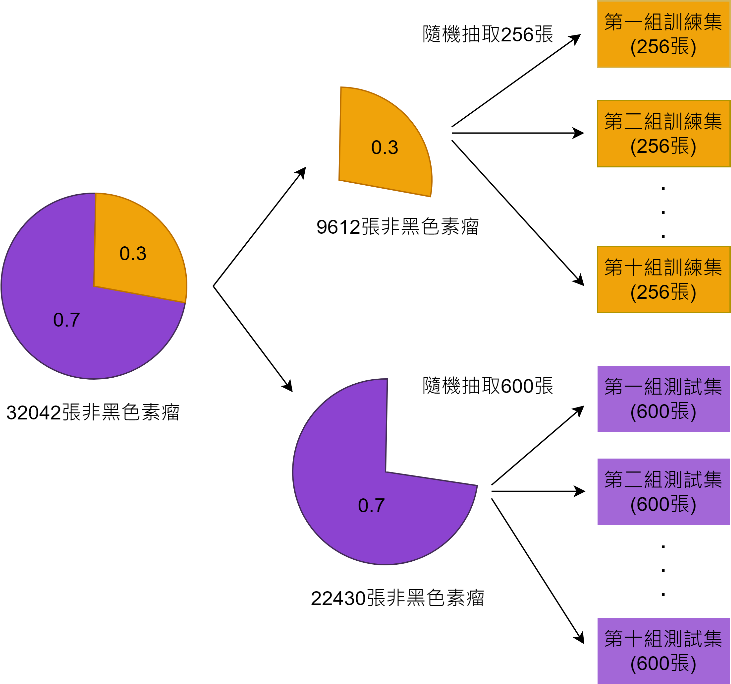 0.3
0.7
32042張非黑色素瘤
0.3
9612張非黑色素瘤
隨機抽取256張
第一組訓練集
(256張)
第二組訓練集
(256張)
第十組訓練集
(256張)
0.7
22430張非黑色素瘤
隨機抽取600張
第一組測試集
(600張)
第二組測試集
(600張)
第十組測試集
(600張)